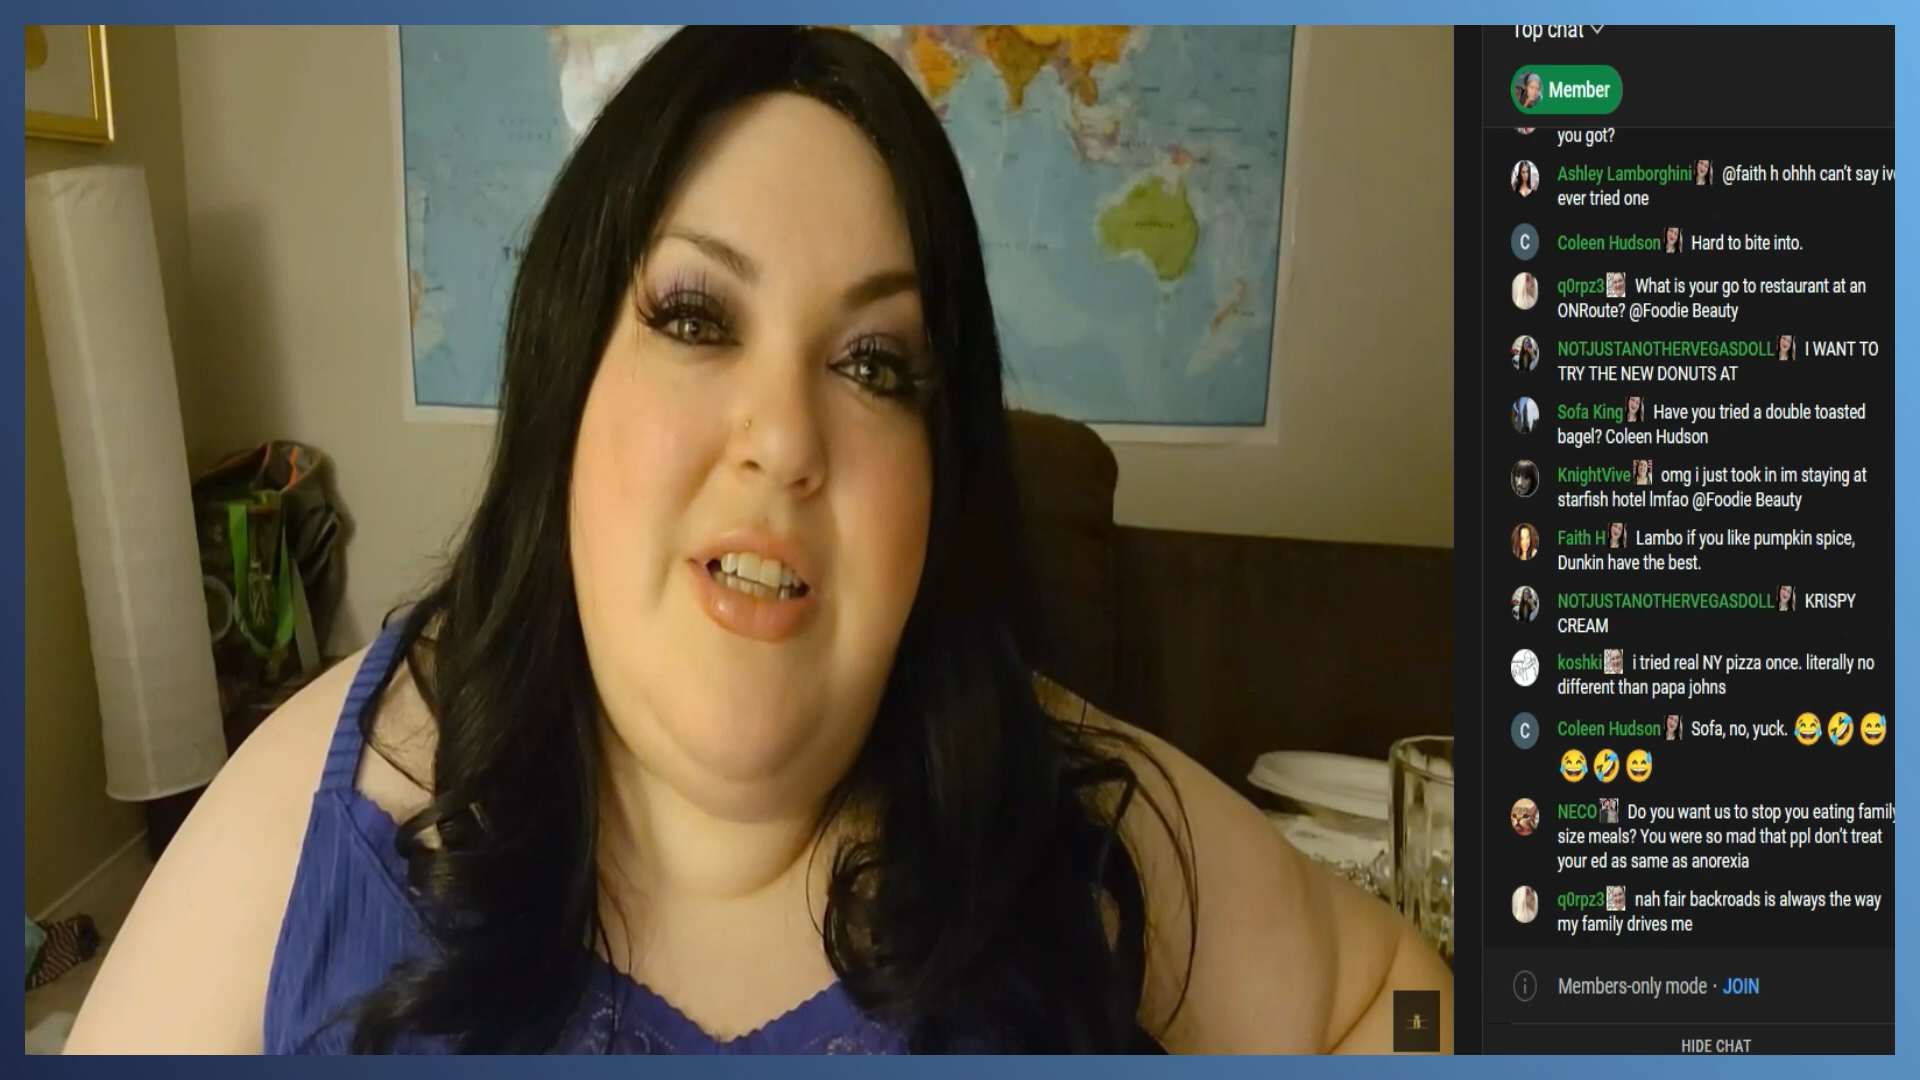 Top chat
Member
you got?
Ashley Lamborghini @faith h ohhh can't say iv
ever tried one
C
Coleen Hudson Hard to bite into.
q0rpz3 What is your go to restaurant at an
ONRoute? @Foodie Beauty
NOTJUSTANOTHERVEGASDOLL I WANT TO
TRY THE NEW DONUTS AT
Sofa King Have you tried a double toasted
bagel? Coleen Hudson
KnightVive omg i just took in im staying at
starfish hotel lmfao @Foodie Beauty
Faith H Lambo if you like pumpkin spice,
Dunkin have the best.
NOTJUSTANOTHERVEGASDOLL KRISPY
CREAM
koshki i tried real NY pizza once. literally no
different than papa johns
C
Coleen Hudson Sofa, no, yuck. 😂 🤣 😅
😂 🤣 😅
NECO Do you want us to stop you eating family
size meals? You were so mad that ppl don't treat
your ed as same as anorexia
q0rpz3 nah fair backroads is always the way
my family drives me
Members-only mode · JOIN
HIDE CHAT